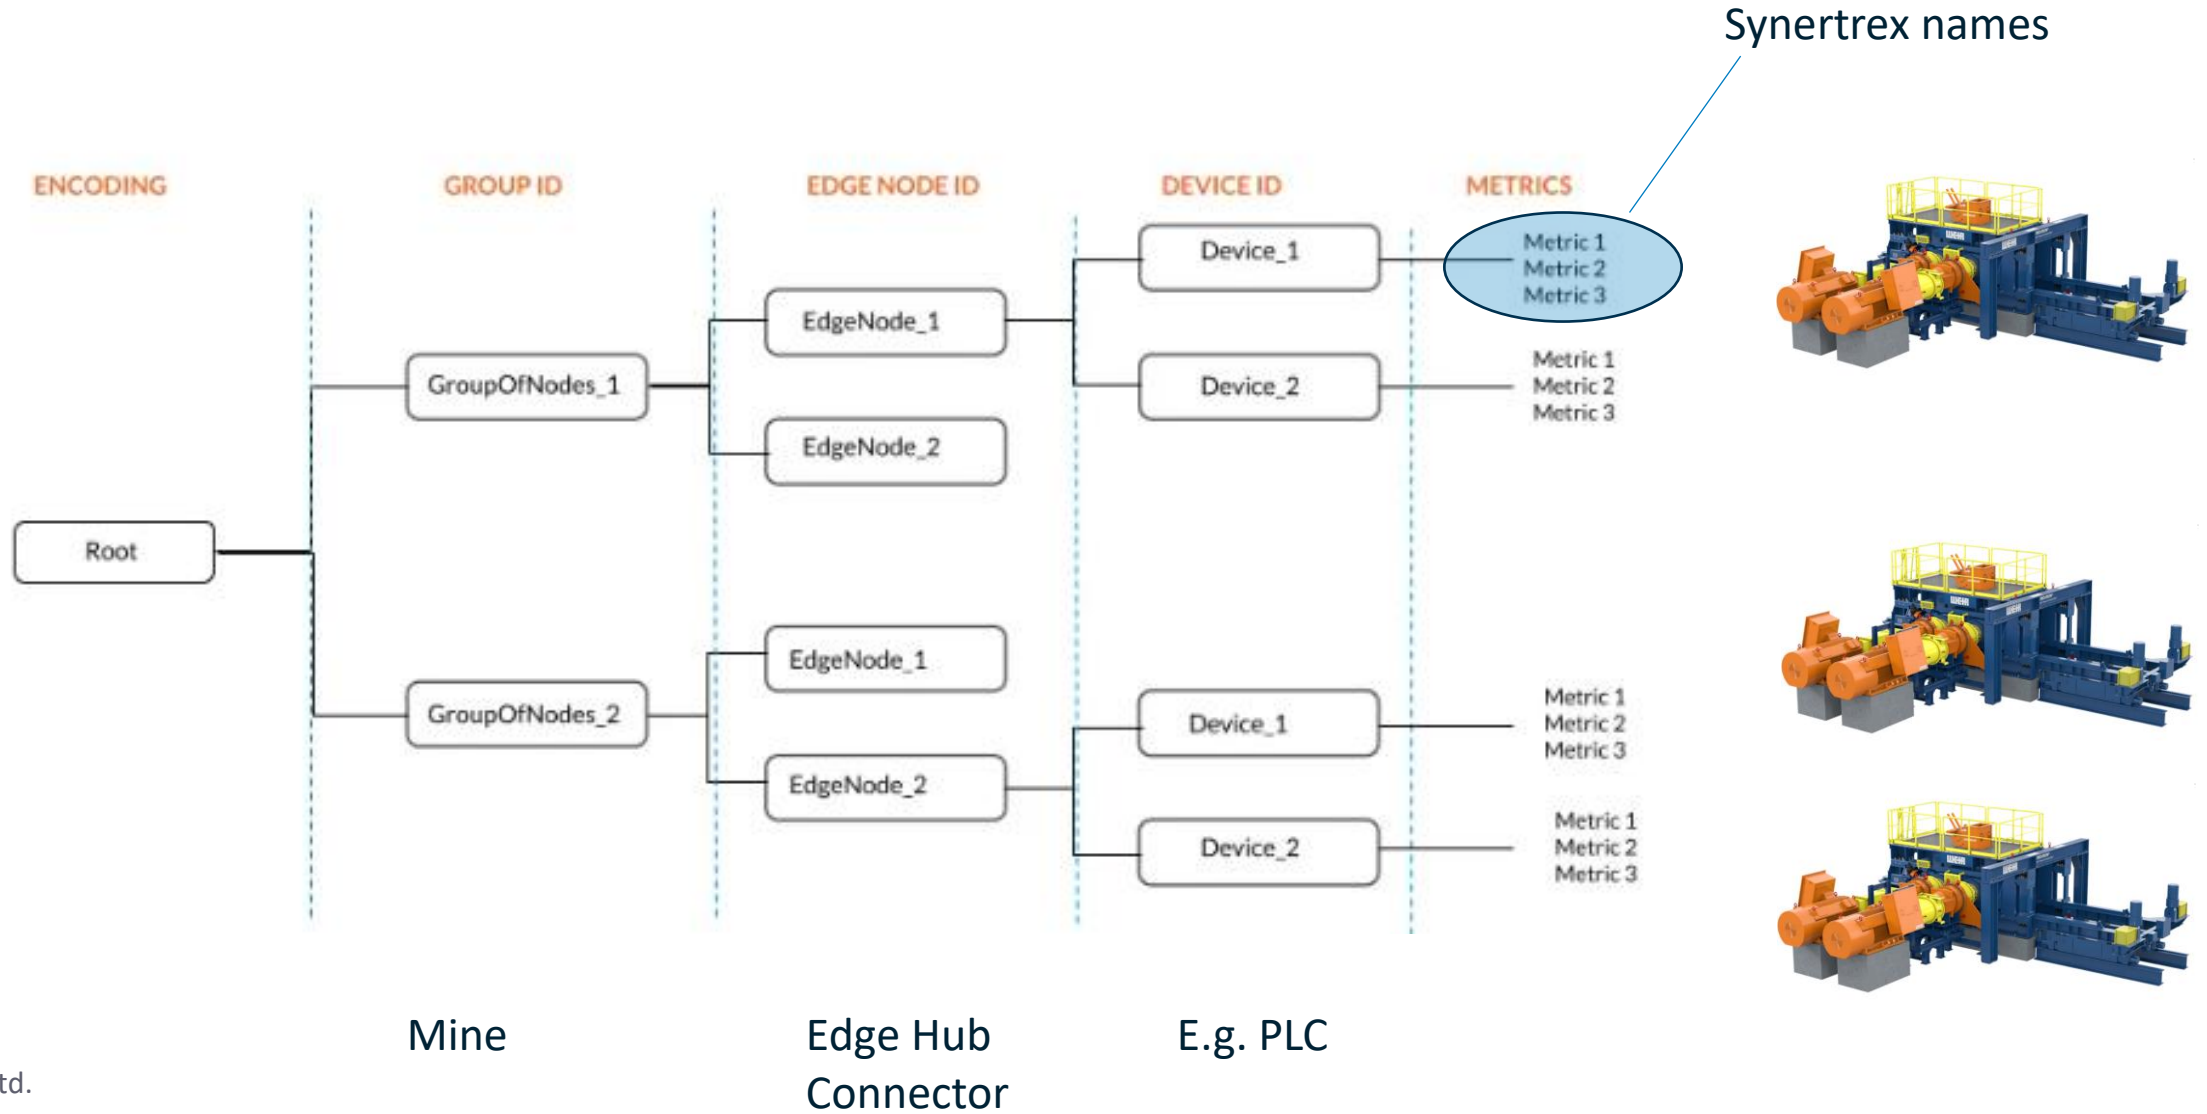 Synertrex names
ENCODING
GROUP ID
EDGE NODE ID
DEVICE ID
METRICS
Device_1
Metric 1
Metric 2
Metric 3
EdgeNode_1
GroupOfNodes_1
Device_2
Metric 1
Metric 2
Metric 3
EdgeNode_2
Root
EdgeNode_1
GroupOfNodes_2
Device_1
Metric 1
Metric 2
Metric 3
EdgeNode_2
Device_2
Metric 1
Metric 2
Metric 3
Mine
Edge Hub
Connector
E.g. PLC
td.